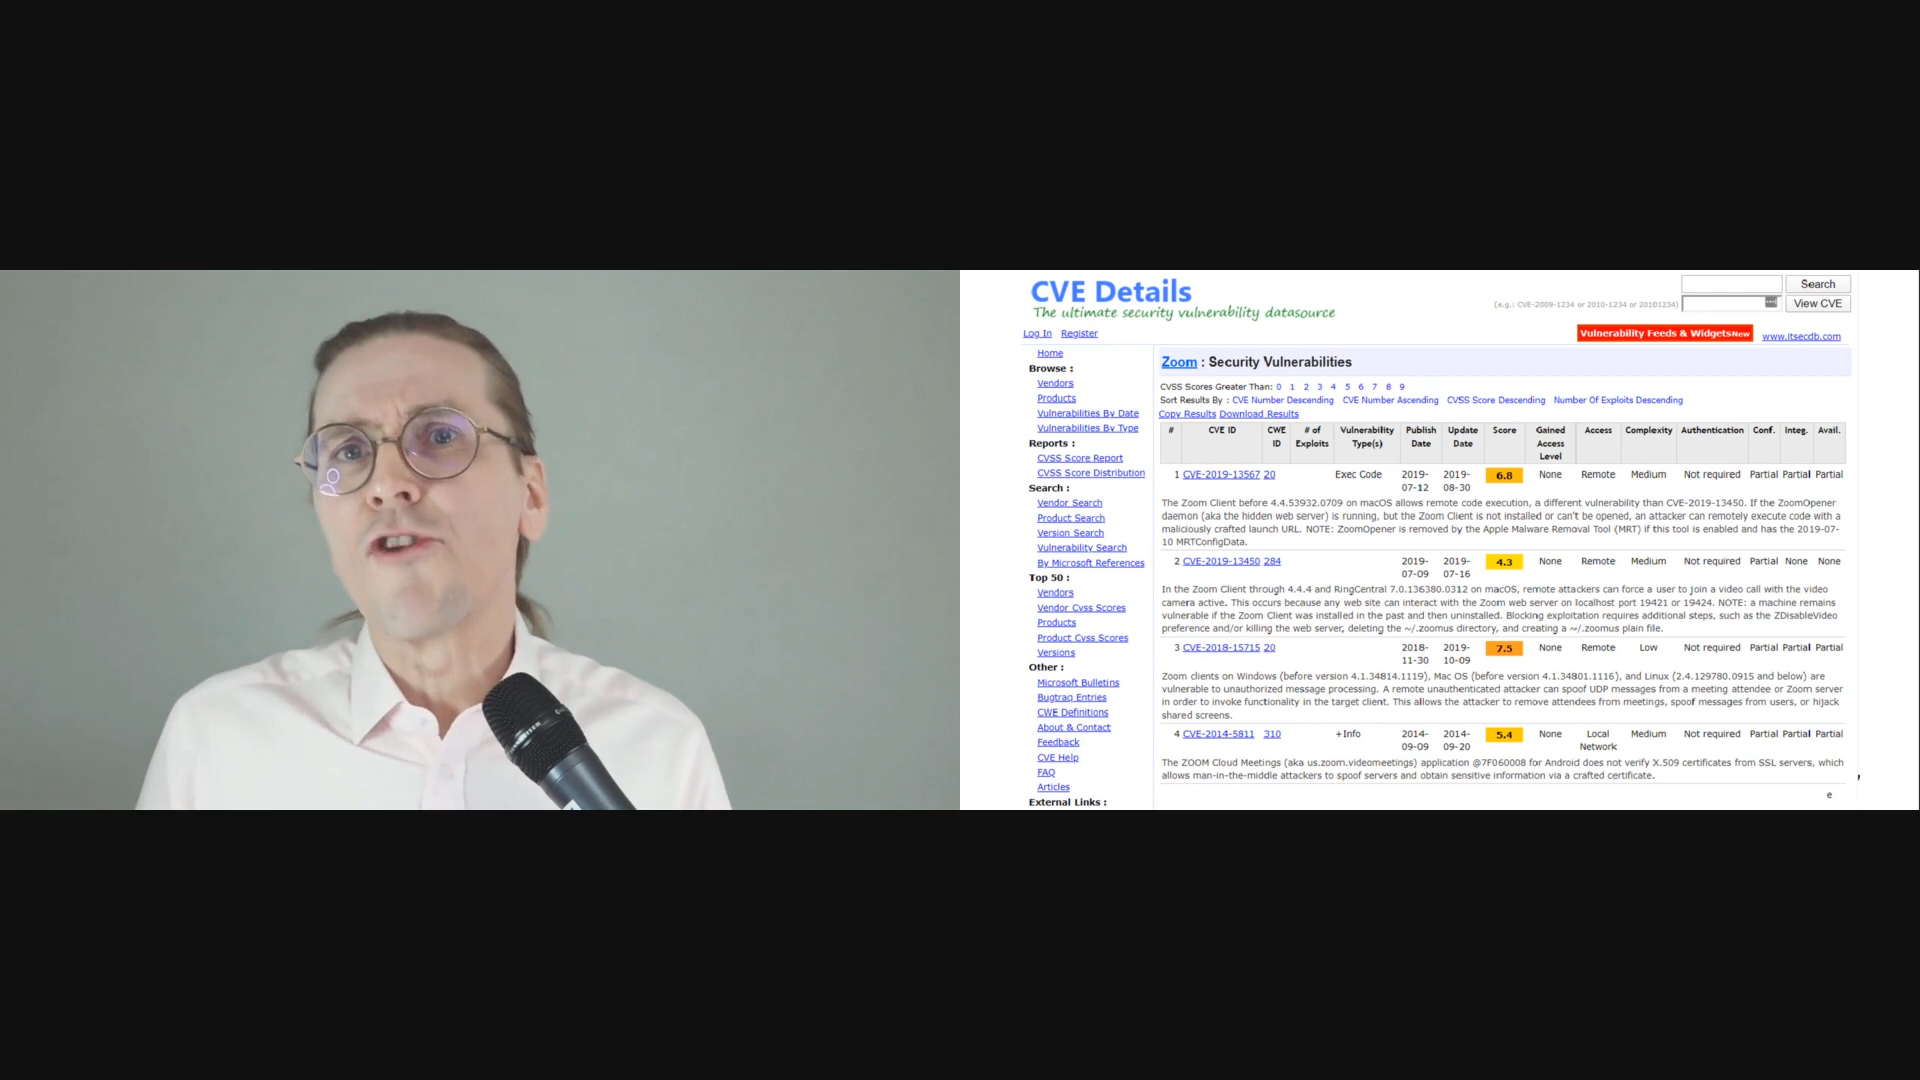 CVE Details
The ultimate security vulnerability datasource
Search
(e.g.: CVE-2009-1234 or 2010-1234 or 20101234)
View CVE
Log In Register
Vulnerability Feeds & WidgetsNew
www.itsecdb.com
Home
Browse :
Vendors
Products
Vulnerabilities By Date
Vulnerabilities By Type
Reports :
CVSS Score Report
CVSS Score Distribution
Search :
Vendor Search
Product Search
Version Search
Vulnerability Search
By Microsoft References
Top 50 :
Vendors
Vendor Cvss Scores
Products
Product Cvss Scores
Versions
Other :
Microsoft Bulletins
Bugtraq Entries
CWE Definitions
About & Contact
Feedback
CVE Help
FAQ
Articles
External Links :
Zoom : Security Vulnerabilities
CVSS Scores Greater Than: 0 1 2 3 4 5 6 7 8 9
Sort Results By : CVE Number Descending CVE Number Ascending CVSS Score Descending Number Of Exploits Descending
Copy Results Download Results
# CVE ID CWE ID # of Exploits Vulnerability Type(s) Publish Date Update Date Score Gained Access Level Access Complexity Authentication Conf. Integ. Avail.
1 CVE-2019-13567 20 Exec Code 2019-07-12 2019-08-30 6.8 None Remote Medium Not required Partial Partial Partial
The Zoom Client before 4.4.53932.0709 on macOS allows remote code execution, a different vulnerability than CVE-2019-13450. If the ZoomOpener
daemon (aka the hidden web server) is running, but the Zoom Client is not installed or can't be opened, an attacker can remotely execute code with a
maliciously crafted launch URL. NOTE: ZoomOpener is removed by the Apple Malware Removal Tool (MRT) if this tool is enabled and has the 2019-07-
10 MRTConfigData.
2 CVE-2019-13450 284 2019-07-09 2019-07-16 4.3 None Remote Medium Not required Partial None None
In the Zoom Client through 4.4.4 and RingCentral 7.0.136380.0312 on macOS, remote attackers can force a user to join a video call with the video
camera active. This occurs because any web site can interact with the Zoom web server on localhost port 19421 or 19424. NOTE: a machine remains
vulnerable if the Zoom Client was installed in the past and then uninstalled. Blocking exploitation requires additional steps, such as the ZDisableVideo
preference and/or killing the web server, deleting the ~/.zoomus directory, and creating a ~/.zoomus plain file.
3 CVE-2018-15715 20 2018-11-30 2019-10-09 7.5 None Remote Low Not required Partial Partial Partial
Zoom clients on Windows (before version 4.1.34814.1119), Mac OS (before version 4.1.34801.1116), and Linux (2.4.129780.0915 and below) are
vulnerable to unauthorized message processing. A remote unauthenticated attacker can spoof UDP messages from a meeting attendee or Zoom server
in order to invoke functionality in the target client. This allows the attacker to remove attendees from meetings, spoof messages from users, or hijack
shared screens.
4 CVE-2014-5811 310 +Info 2014-09-09 2014-09-20 5.4 None Local Network Medium Not required Partial Partial Partial
The ZOOM Cloud Meetings (aka us.zoom.videomeetings) application @7F060008 for Android does not verify X.509 certificates from SSL servers, which
allows man-in-the-middle attackers to spoof servers and obtain sensitive information via a crafted certificate.
e